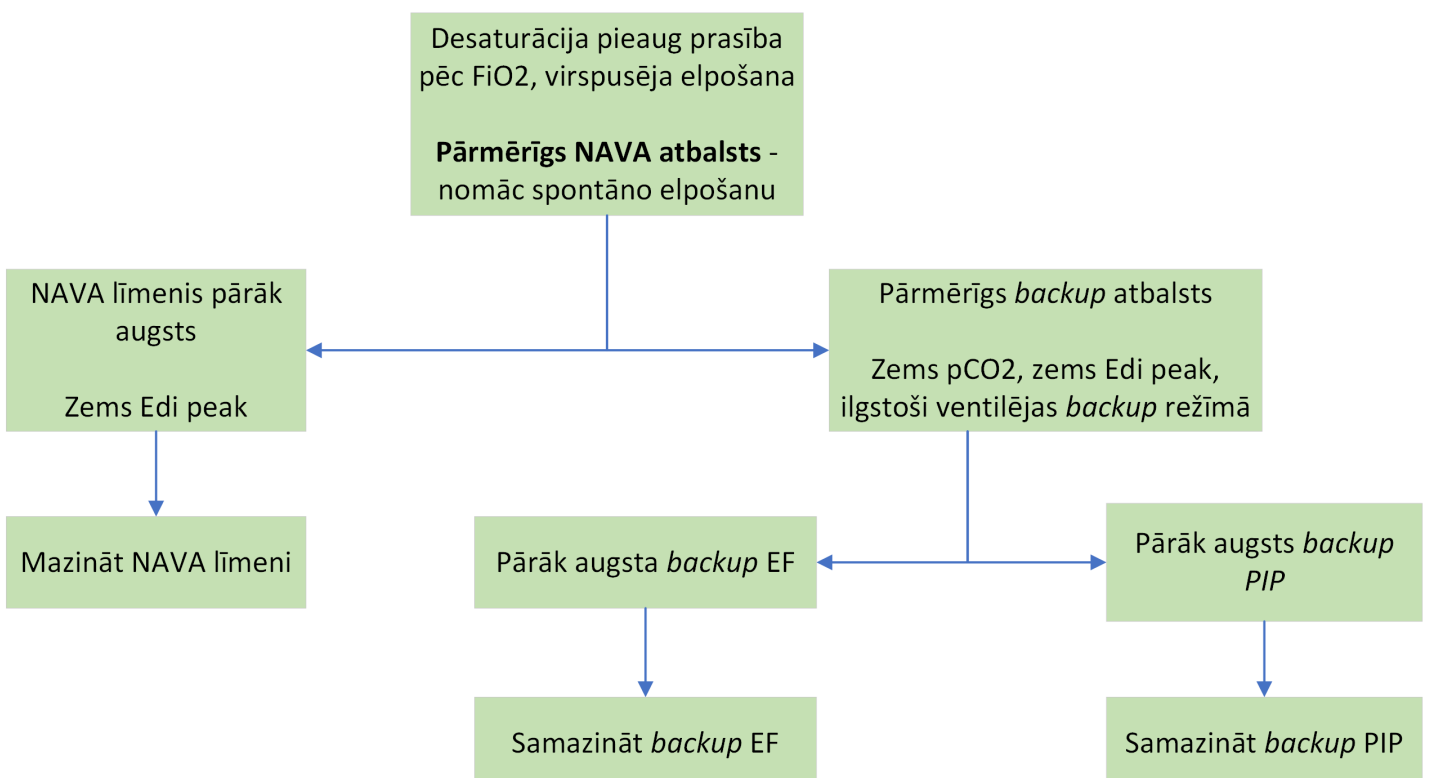 Desaturācija pieaug prasība
pēc FiO2, virspusēja elpošana
Pārmērīgs NAVA atbalsts -
nomāc spontāno elpošanu
NAVA līmenis pārāk
augsts
Zems Edi peak
Pārmērīgs backup atbalsts
Zems pCO2, zems Edi peak,
ilgstoši ventilējas backup režīmā
Mazināt NAVA līmeni
Pārāk augsta backup EF
Pārāk augsts backup
PIP
Samazināt backup EF
Samazināt backup PIP